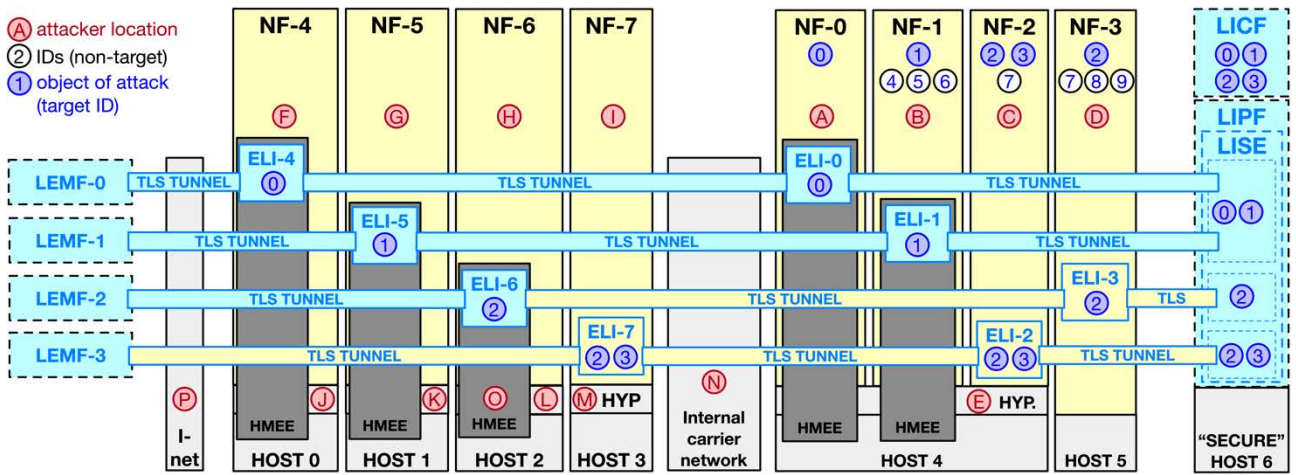 A attacker location
2 IDs (non-target)
1 object of attack
(target ID)
NF-4 NF-5 NF-6 NF-7 NF-0 NF-1 NF-2 NF-3 LICF
0 1 2 3 2 0 1
4 5 6 7 7 8 9 2 3
F G H I A B C D LIPF
LISE
ELI-4 ELI-0
LEMF-0 TLS TUNNEL 0 TLS TUNNEL 0 TLS TUNNEL
ELI-5 ELI-1 0 1
LEMF-1 TLS TUNNEL 1 TLS TUNNEL 1 TLS TUNNEL
ELI-6 ELI-3
LEMF-2 TLS TUNNEL 2 TLS TUNNEL 2 TLS 2
ELI-7 ELI-2
LEMF-3 TLS TUNNEL 2 3 TLS TUNNEL 2 3 TLS TUNNEL 2 3
P J K O L M HYP N E HYP.
I-
net
HMEE HMEE HMEE
Internal
carrier
network
HMEE HMEE
HOST 0 HOST 1 HOST 2 HOST 3 HOST 4 HOST 5
“SECURE”
HOST 6